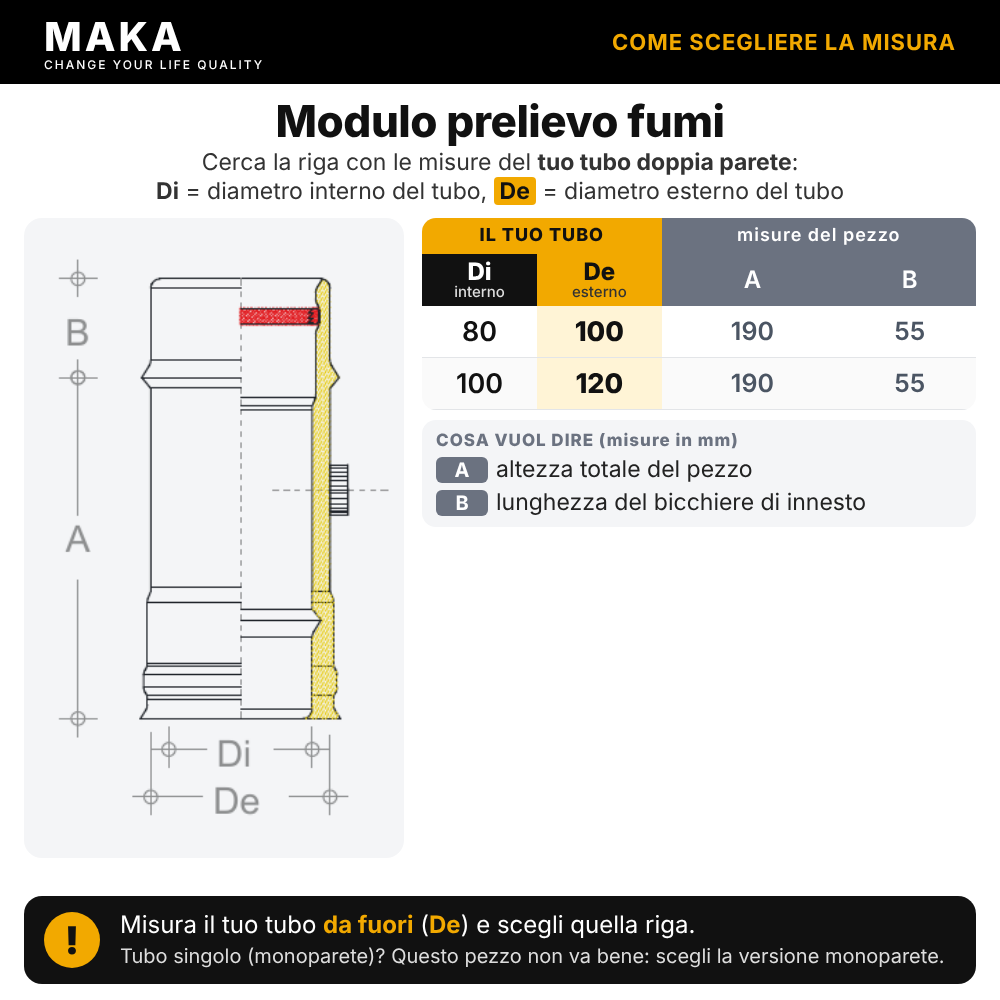 MAKA
CHANGE YOUR LIFE QUALITY
COME SCEGLIERE LA MISURA
Modulo prelievo fumi
Cerca la riga con le misure del tuo tubo doppia parete:
Di = diametro interno del tubo, De = diametro esterno del tubo
B
A
Di
De
IL TUO TUBO misure del pezzo
Di De A B
interno esterno
80 100 190 55
100 120 190 55
COSA VUOL DIRE (misure in mm)
A altezza totale del pezzo
B lunghezza del bicchiere di innesto
! Misura il tuo tubo da fuori (De) e scegli quella riga.
Tubo singolo (monoparete)? Questo pezzo non va bene: scegli la versione monoparete.